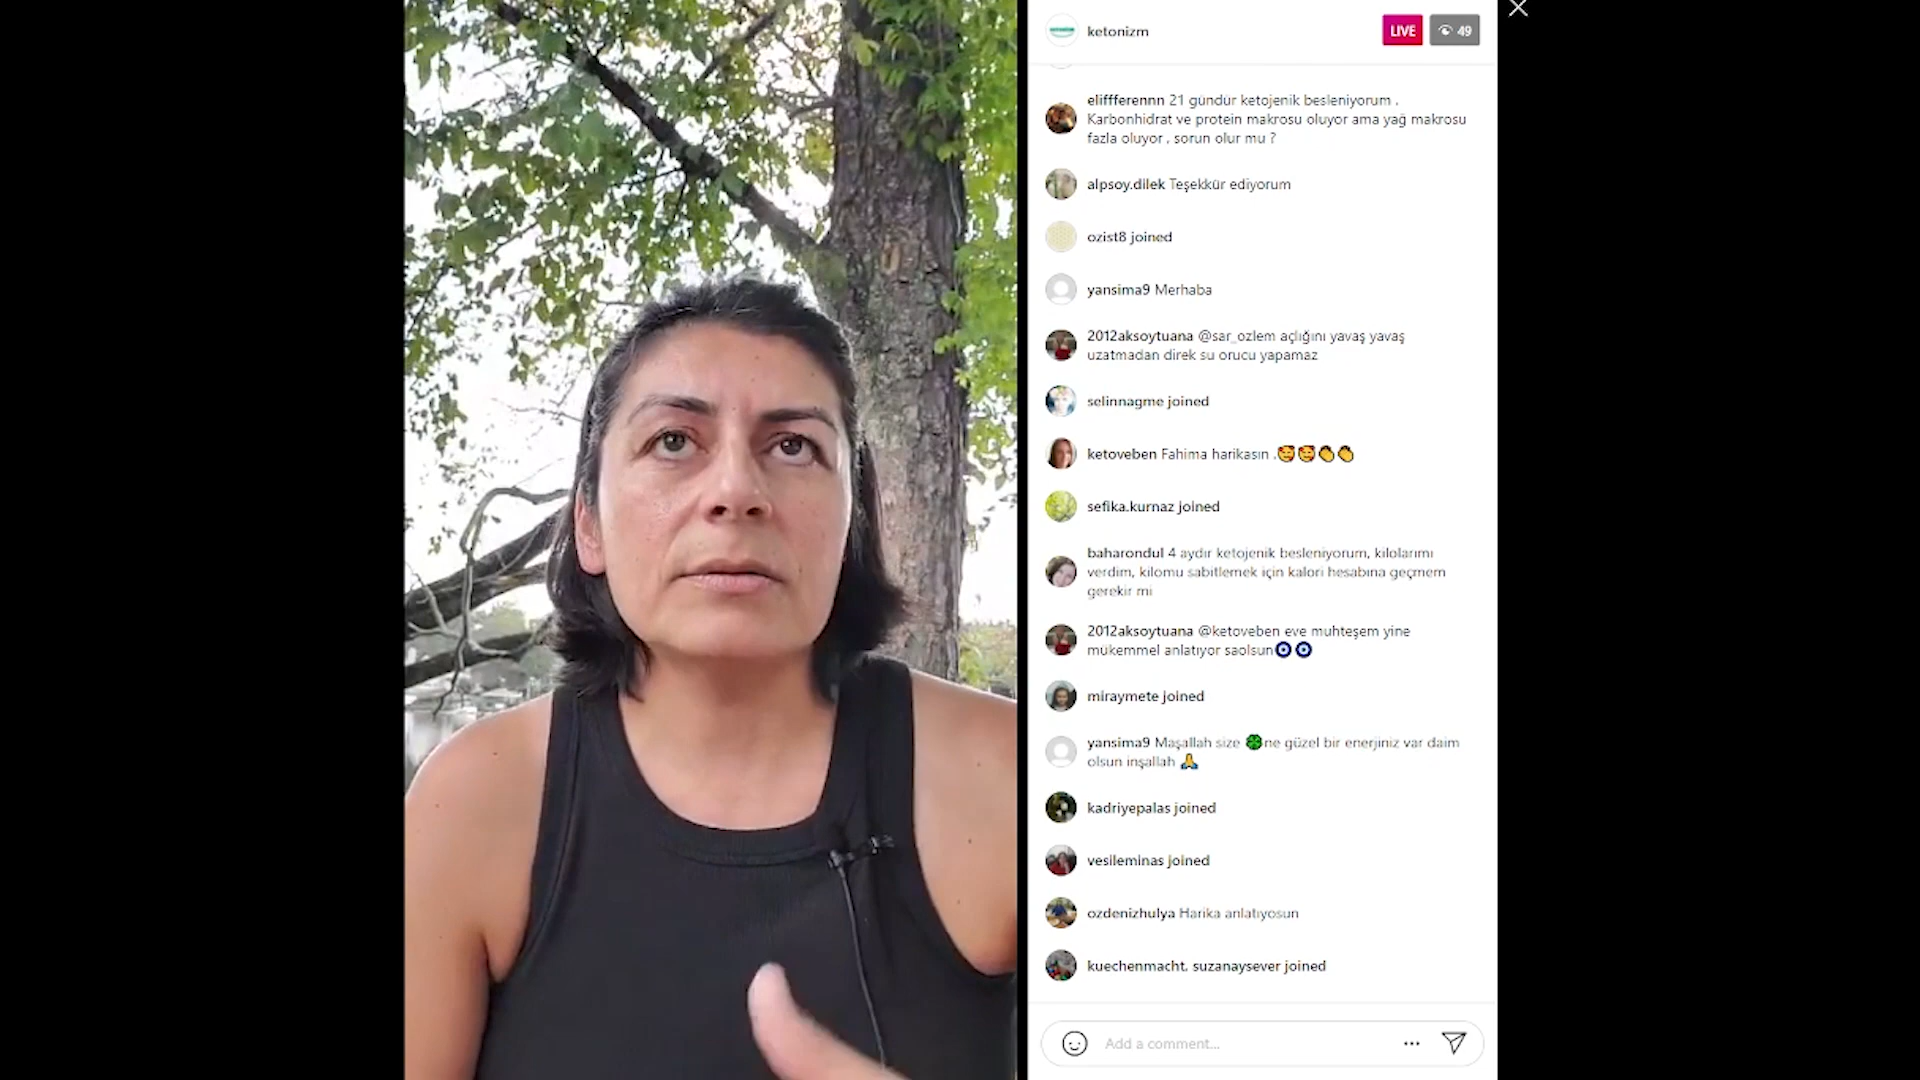 ketonizm
LIVE
49
eliffferennn 21 gündür ketojenik besleniyorum .
Karbonhidrat ve protein makrosu oluyor ama yağ makrosu
fazla oluyor , sorun olur mu ?
alpsoy.dilek Teşekkür ediyorum
ozist8 joined
yansima9 Merhaba
2012aksoytuana @sar_ozlem açlığını yavaş yavaş
uzatmadan direk su orucu yapamaz
selinnagme joined
ketoveben Fahima harikasın .🥰🥰👏👏
sefika.kurnaz joined
baharondul 4 aydır ketojenik besleniyorum, kilolarımı
verdim, kilomu sabitlemek için kalori hesabına geçmem
gerekir mi
2012aksoytuana @ketoveben eve muhteşem yine
mükemmel anlatıyor saolsun🧿🧿
miraymete joined
yansima9 Maşallah size 🍀ne güzel bir enerjiniz var daim
olsun inşallah 🙏
kadriyepalas joined
vesileminas joined
ozdenizhulya Harika anlatıyosun
kuechenmacht. suzanaysever joined
Add a comment...